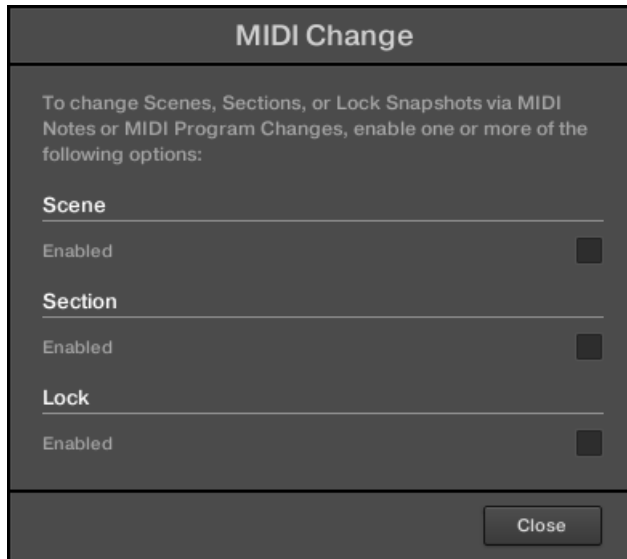 MIDI Change
To change Scenes, Sections, or Lock Snapshots via MIDI
Notes or MIDI Program Changes, enable one or more of the
following options:
Scene
Enabled
Section
Enabled
Lock
Enabled
Close